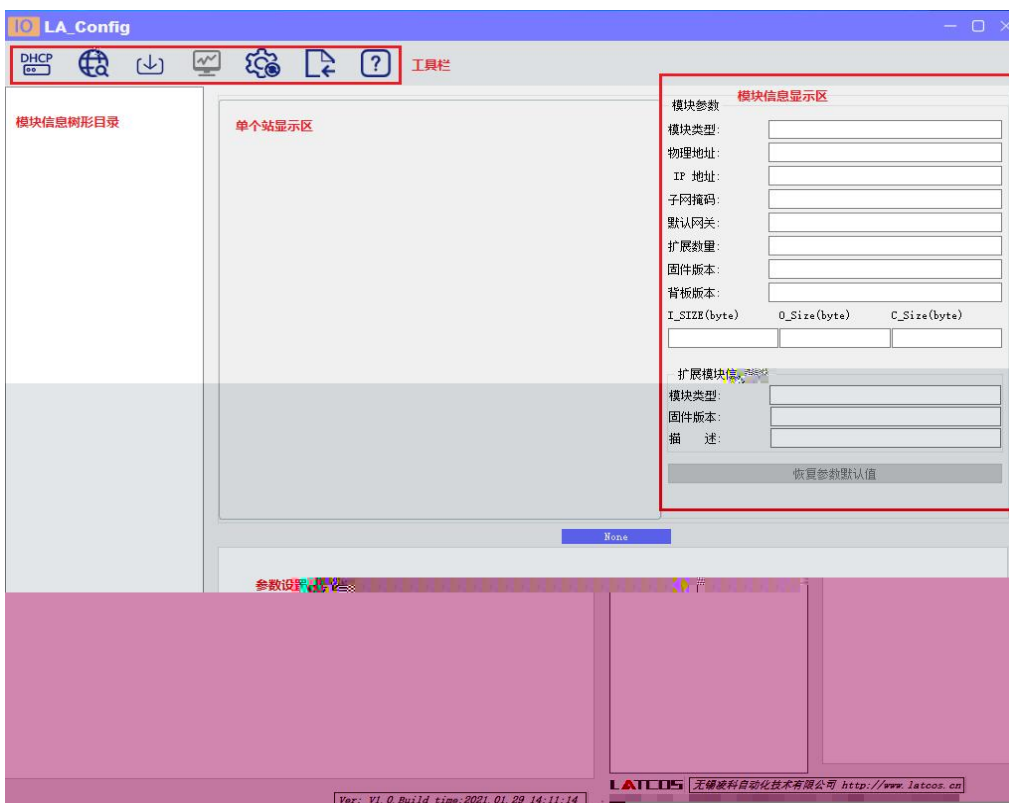 IO LA_Config
DHCP
工具栏
模块信息树形目录
单个站显示区
模块信息显示区
模块参数
模块类型:
物理地址:
IP 地址:
子网掩码:
默认网关:
扩展数量:
固件版本:
背板版本:
I_SIZE(byte) O_Size(byte) C_Size(byte)
扩展模块信
模块类型:
固件版本:
描 述:
恢复参数默认值
None
参数设置
LATCOS 无锡凌科自动化技术有限公司 http://www.latcos.cn
Ver: V1.0 Build time:2021.01.29 14:11:14